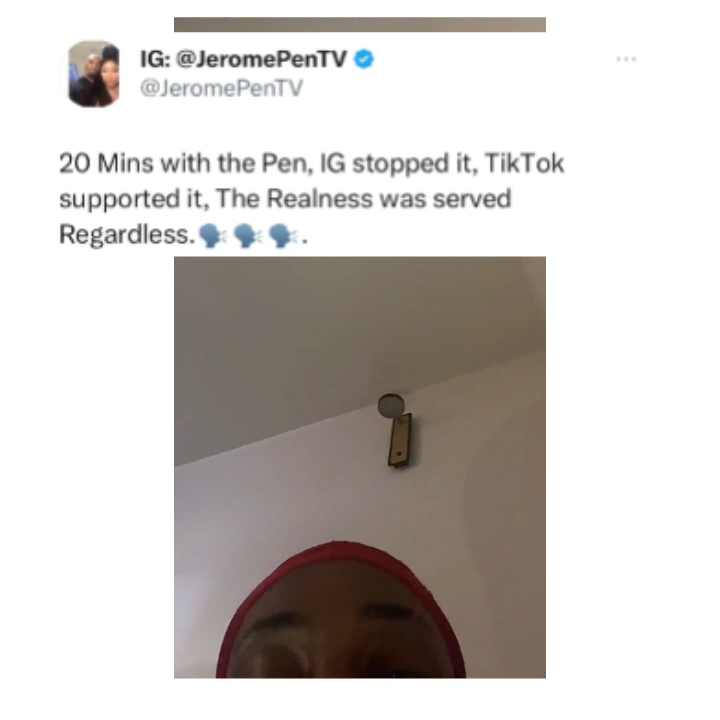 IG: @JeromePenTV
@JeromePenTV
20 Mins with the Pen, IG stopped it, TikTok
supported it, The Realness was served
Regardless.🗣️🗣️🗣️.